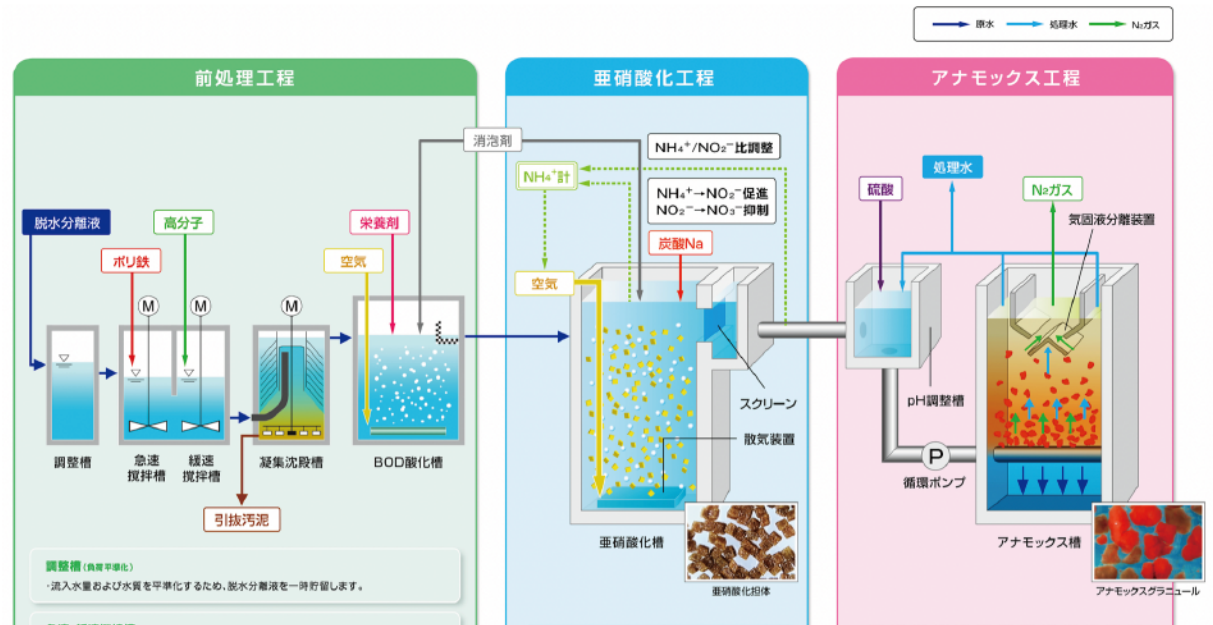 原水
処理水
N₂ガス
前処理工程
亜硝酸化工程
アナモックス工程
消泡剤
NH₄⁺/NO₂⁻比調整
NH₄⁺計
NH₄⁺→NO₂⁻促進
NO₂⁻→NO₃⁻抑制
処理水
硫酸
N₂ガス
気固液分離装置
脱水分離液
高分子
栄養剤
ポリ鉄
空気
空気
炭酸Na
M
M
M
スクリーン
pH調整槽
散気装置
調整槽
急速
撹拌槽
緩速
撹拌槽
凝集沈殿槽
BOD酸化槽
P
循環ポンプ
引抜汚泥
亜硝酸化槽
アナモックス槽
亜硝酸化担体
アナモックスグラニュール
調整槽(負荷平準化)
・流入水量および水質を平準化するため、脱水分離液を一時貯留します。